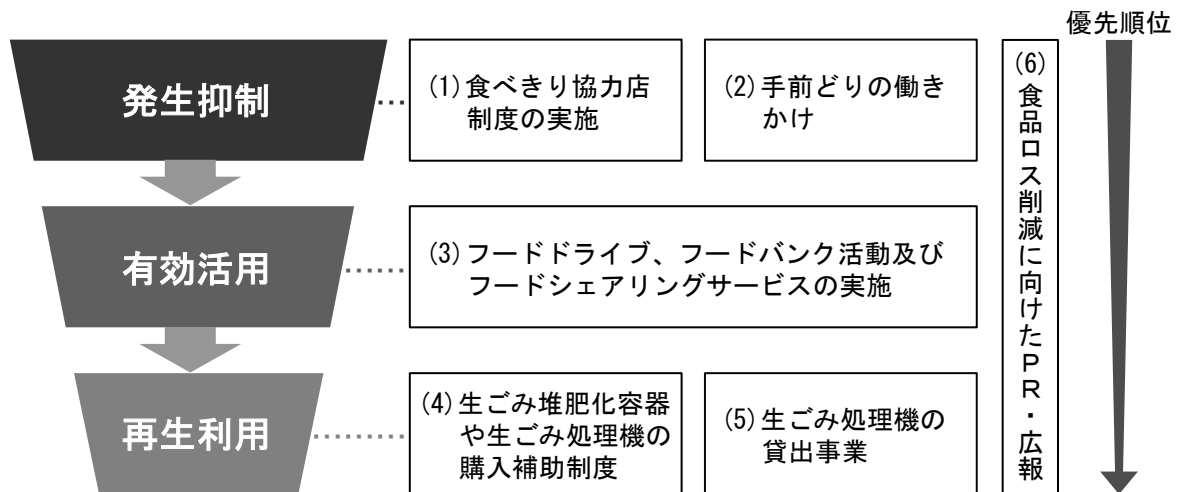 優先順位
発生抑制
(1)食べきり協力店
制度の実施
(2)手前どりの働き
かけ
有効活用
(3)フードドライブ、フードバンク活動及び
フードシェアリングサービスの実施
再生利用
(4)生ごみ堆肥化容器
や生ごみ処理機の
購入補助制度
(5)生ごみ処理機の
貸出事業
(6)食品ロス削減に向けたPR・広報